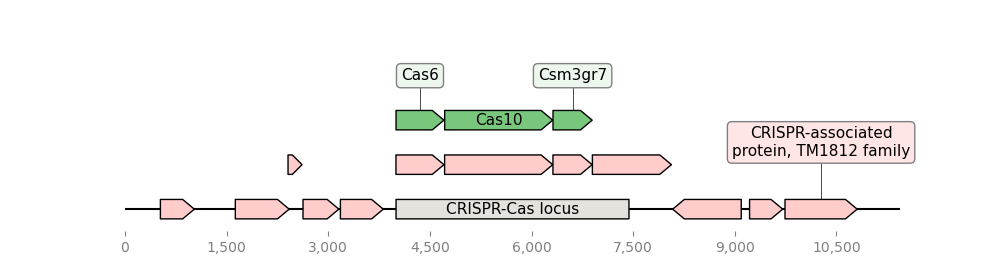 Cas6
Csm3gr7
Cas10
CRISPR-associated
protein, TM1812 family
CRISPR-Cas locus
0
1,500
3,000
4,500
6,000
7,500
9,000
10,500